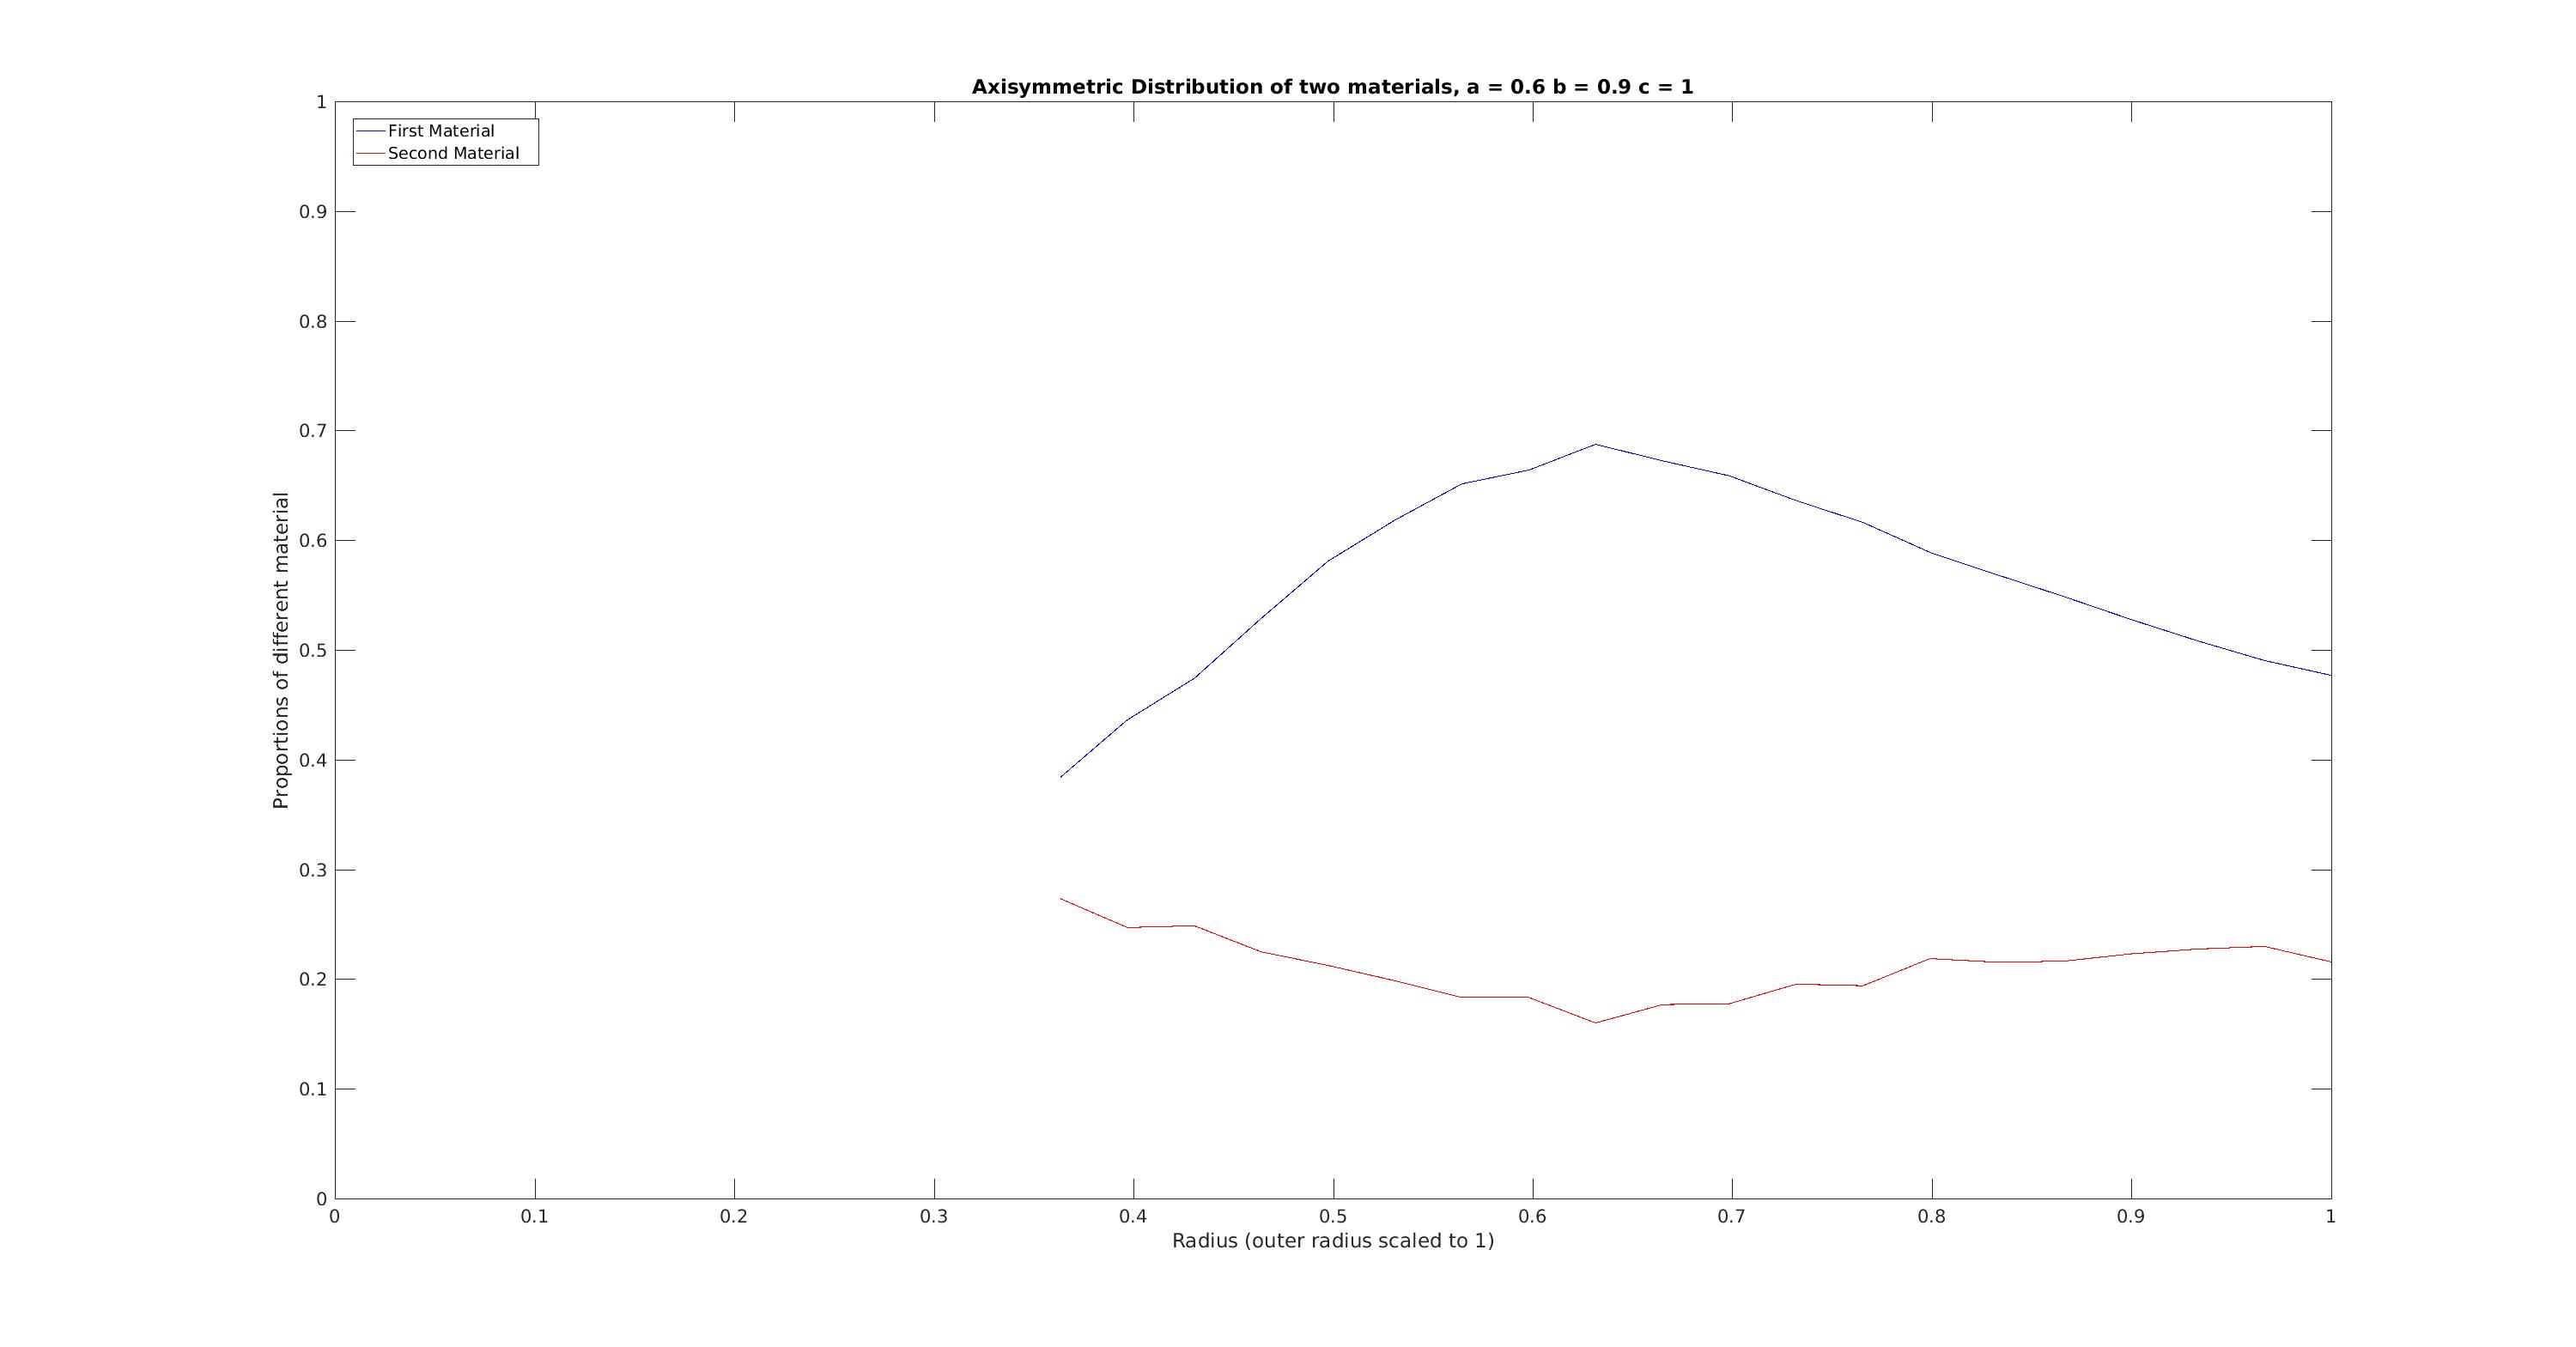 Axisymmetric Distribution of two materials, a = 0.6 b = 0.9 c = 1
First Material
Second Material
1
0.9
0.8
0.7
0.6
0.5
0.4
0.3
0.2
0.1
0
Proportions of different material
0 0.1 0.2 0.3 0.4 0.5 0.6 0.7 0.8 0.9 1
Radius (outer radius scaled to 1)